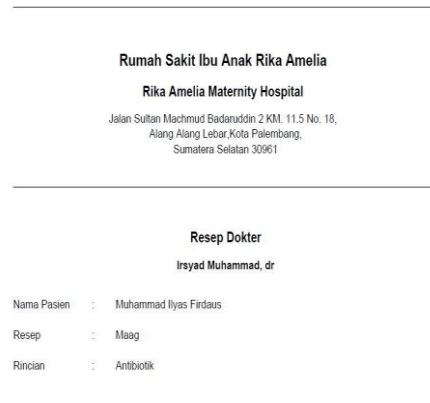 Rumah Sakit Ibu Anak Rika Amelia
Rika Amelia Maternity Hospital
Jalan Sultan Machmud Badaruddin 2 KM. 11.5 No. 18,
Alang Alang Lebar,Kota Palembang,
Sumatera Selatan 30961
Resep Dokter
Irsyad Muhammad, dr
Nama Pasien : Muhammad Ilyas Firdaus
Resep : Maag
Rincian : Antibiotik